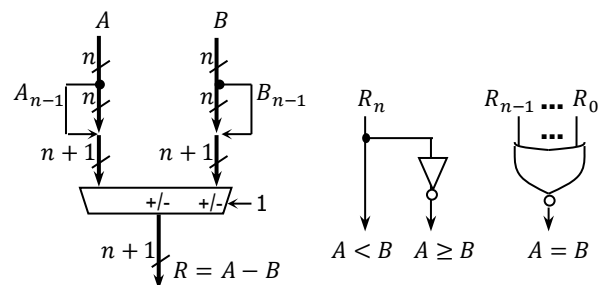 A B
n n
A_{n−1} n n B_{n−1}
n + 1 n + 1
+/- +/- 1
n + 1
R = A − B
R_n
A < B A ≥ B
R_{n−1} ... R_0
...
A = B